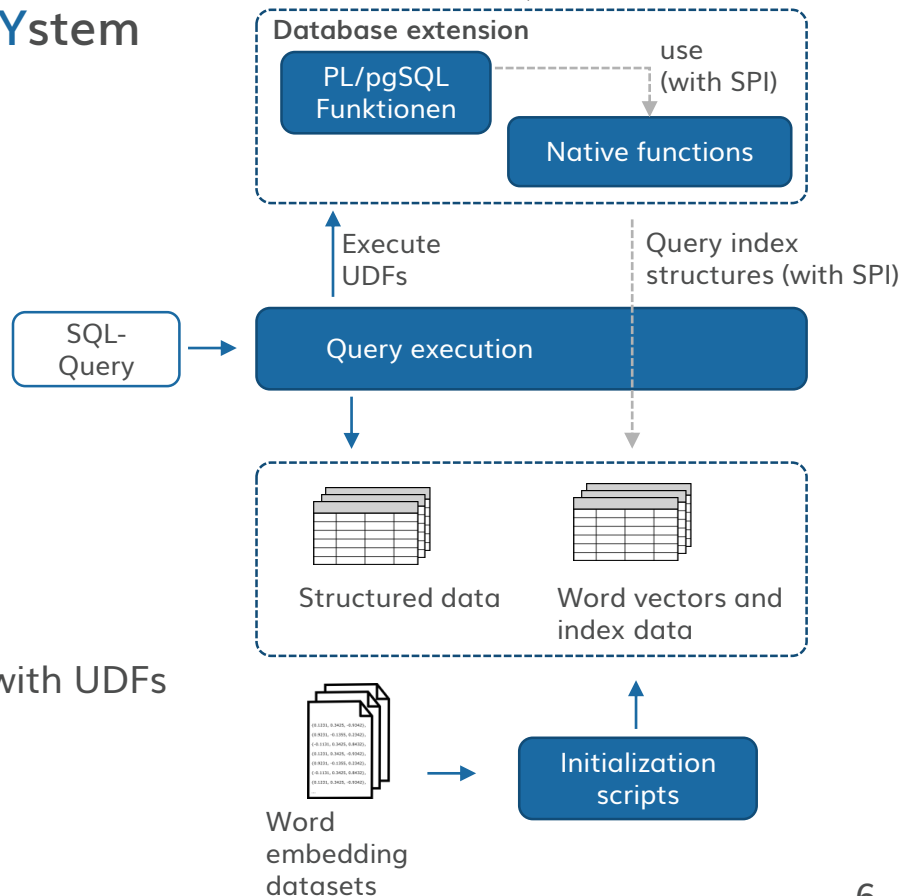 Ystem
Database extension
PL/pgSQL
Funktionen
use
(with SPI)
Native functions
Execute
UDFs
Query index
structures (with SPI)
SQL-
Query
Query execution
Structured data
Word vectors and
index data
with UDFs
Initialization
scripts
Word
embedding
datasets